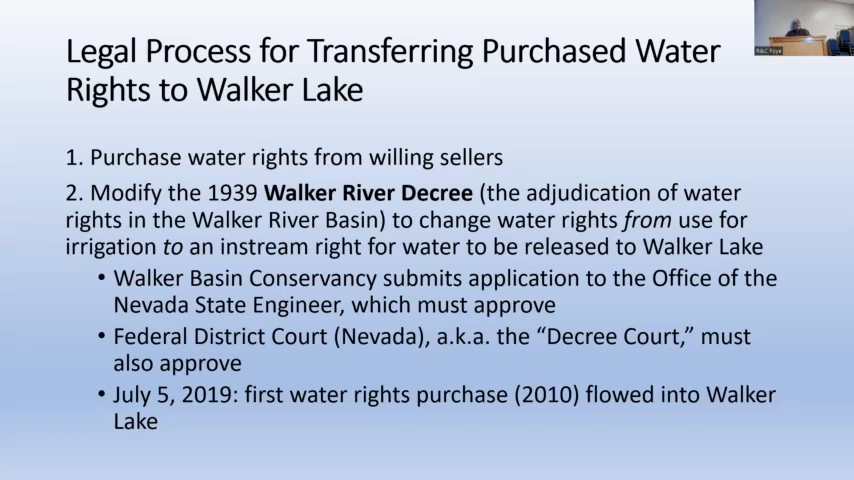 Legal Process for Transferring Purchased Water
Rights to Walker Lake
1. Purchase water rights from willing sellers
2. Modify the 1939 Walker River Decree (the adjudication of water
rights in the Walker River Basin) to change water rights from use for
irrigation to an instream right for water to be released to Walker Lake
• Walker Basin Conservancy submits application to the Office of the
Nevada State Engineer, which must approve
• Federal District Court (Nevada), a.k.a. the “Decree Court,” must
also approve
• July 5, 2019: first water rights purchase (2010) flowed into Walker
Lake